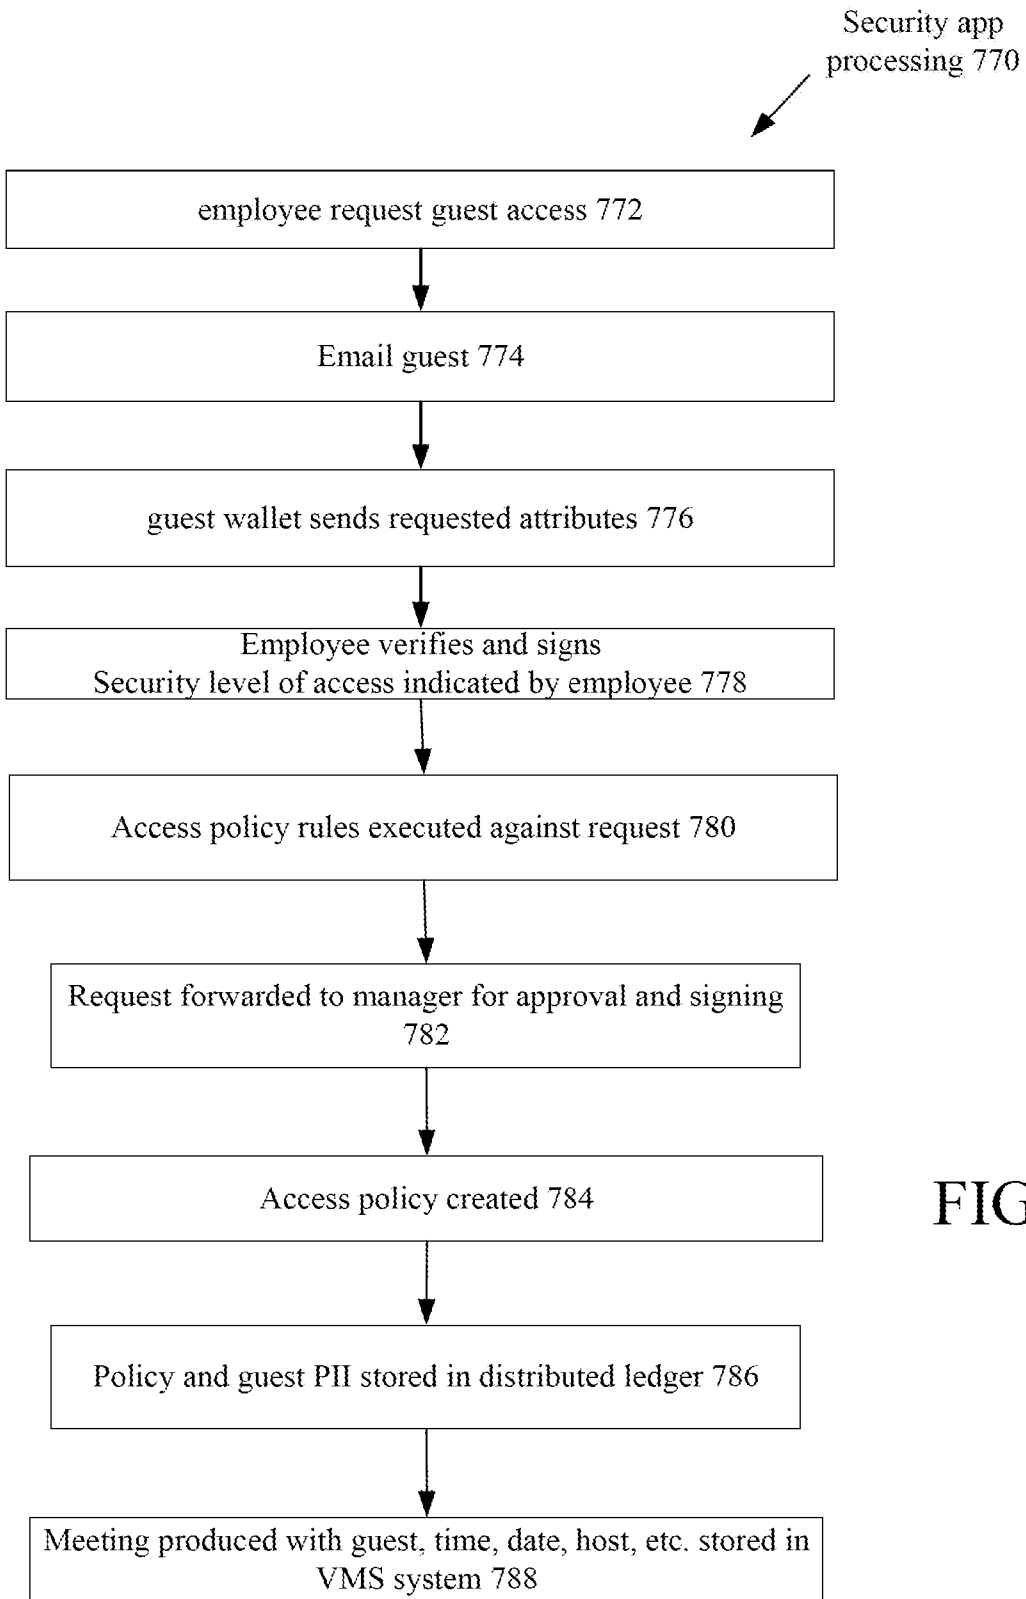 Security app
processing 770
employee request guest access 772
Email guest 774
guest wallet sends requested attributes 776
Employee verifies and signs
Security level of access indicated by employee 778
Access policy rules executed against request 780
Request forwarded to manager for approval and signing
782
Access policy created 784
FIG
Policy and guest PII stored in distributed ledger 786
Meeting produced with guest, time, date, host, etc. stored in
VMS system 788